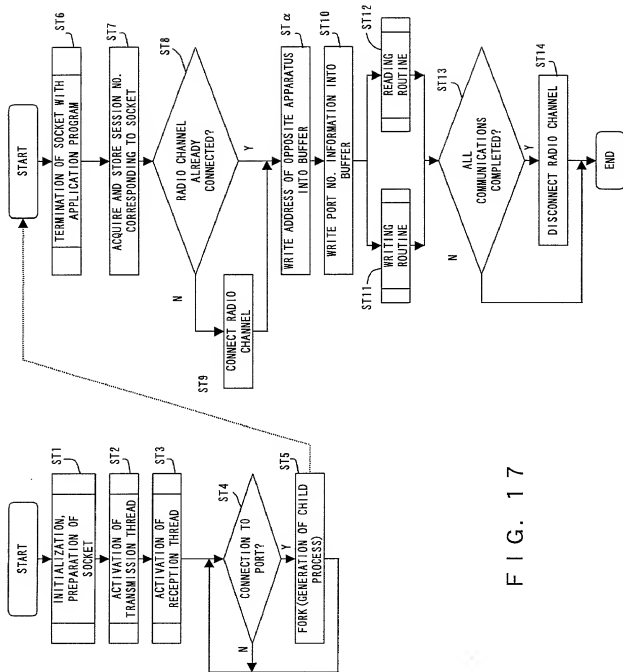 START
ST1
INITIALIZATION,
PREPARATION OF
SOCKET
ST2
ACTIVATION OF
TRANSMISSION THREAD
ST3
ACTIVATION OF
RECEPTION THREAD
ST4
CONNECTION TO
PORT?
N
Y
ST5
FORK(GENERATION OF CHILD
PROCESS)
START
ST6
TERMINATION OF SOCKET WITH
APPLICATION PROGRAM
ST7
ACQUIRE AND STORE SESSION NO.
CORRESPONDING TO SOCKET
ST8
RADIO CHANNEL
ALREADY
CONNECTED?
N
Y
ST9
CONNECT RADIO
CHANNEL
STα
WRITE ADDRESS OF OPPOSITE APPARATUS
INTO BUFFER
ST10
WRITE PORT NO. INFORMATION INTO
BUFFER
ST11
WRITING
ROUTINE
ST12
READING
ROUTINE
ST13
ALL
COMMUNICATIONS
COMPLETED?
N
Y
ST14
DISCONNECT RADIO CHANNEL
END
FIG. 17